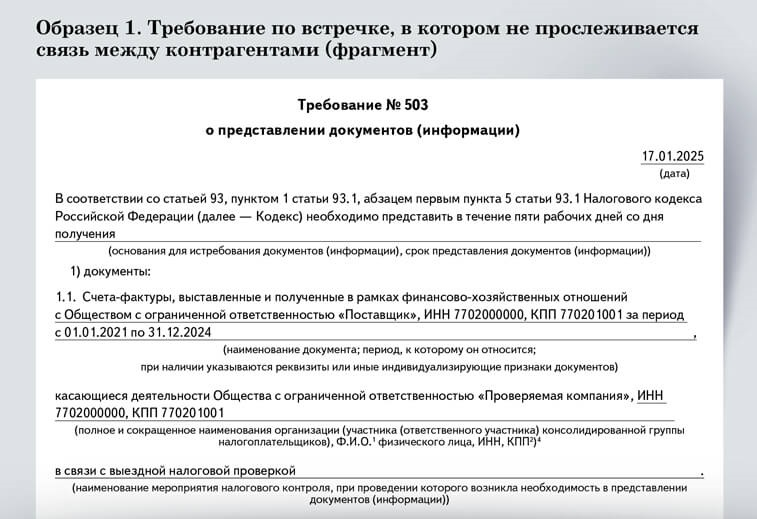 Образец 1. Требование по встречке, в котором не прослеживается
связь между контрагентами (фрагмент)
Требование № 503
о представлении документов (информации)
17.01.2025
(дата)
В соответствии со статьей 93, пунктом 1 статьи 93.1, абзацем первым пункта 5 статьи 93.1 Налогового кодекса
Российской Федерации (далее — Кодекс) необходимо представить в течение пяти рабочих дней со дня
получения
(основания для истребования документов (информации), срок представления документов (информации))
1) документы:
1.1. Счета-фактуры, выставленные и полученные в рамках финансово-хозяйственных отношений
с Обществом с ограниченной ответственностью «Поставщик», ИНН 7702000000, КПП 770201001 за период
с 01.01.2021 по 31.12.2024 ,
(наименование документа; период, к которому он относится;
при наличии указываются реквизиты или иные индивидуализирующие признаки документов)
касающиеся деятельности Общества с ограниченной ответственностью «Проверяемая компания», ИНН
7702000000, КПП 770201001
(полное и сокращенное наименования организации (участника (ответственного участника) консолидированной группы
налогоплательщиков), Ф.И.О.¹ физического лица, ИНН, КПП²)⁴
в связи с выездной налоговой проверкой .
(наименование мероприятия налогового контроля, при проведении которого возникла необходимость в представлении
документов (информации))